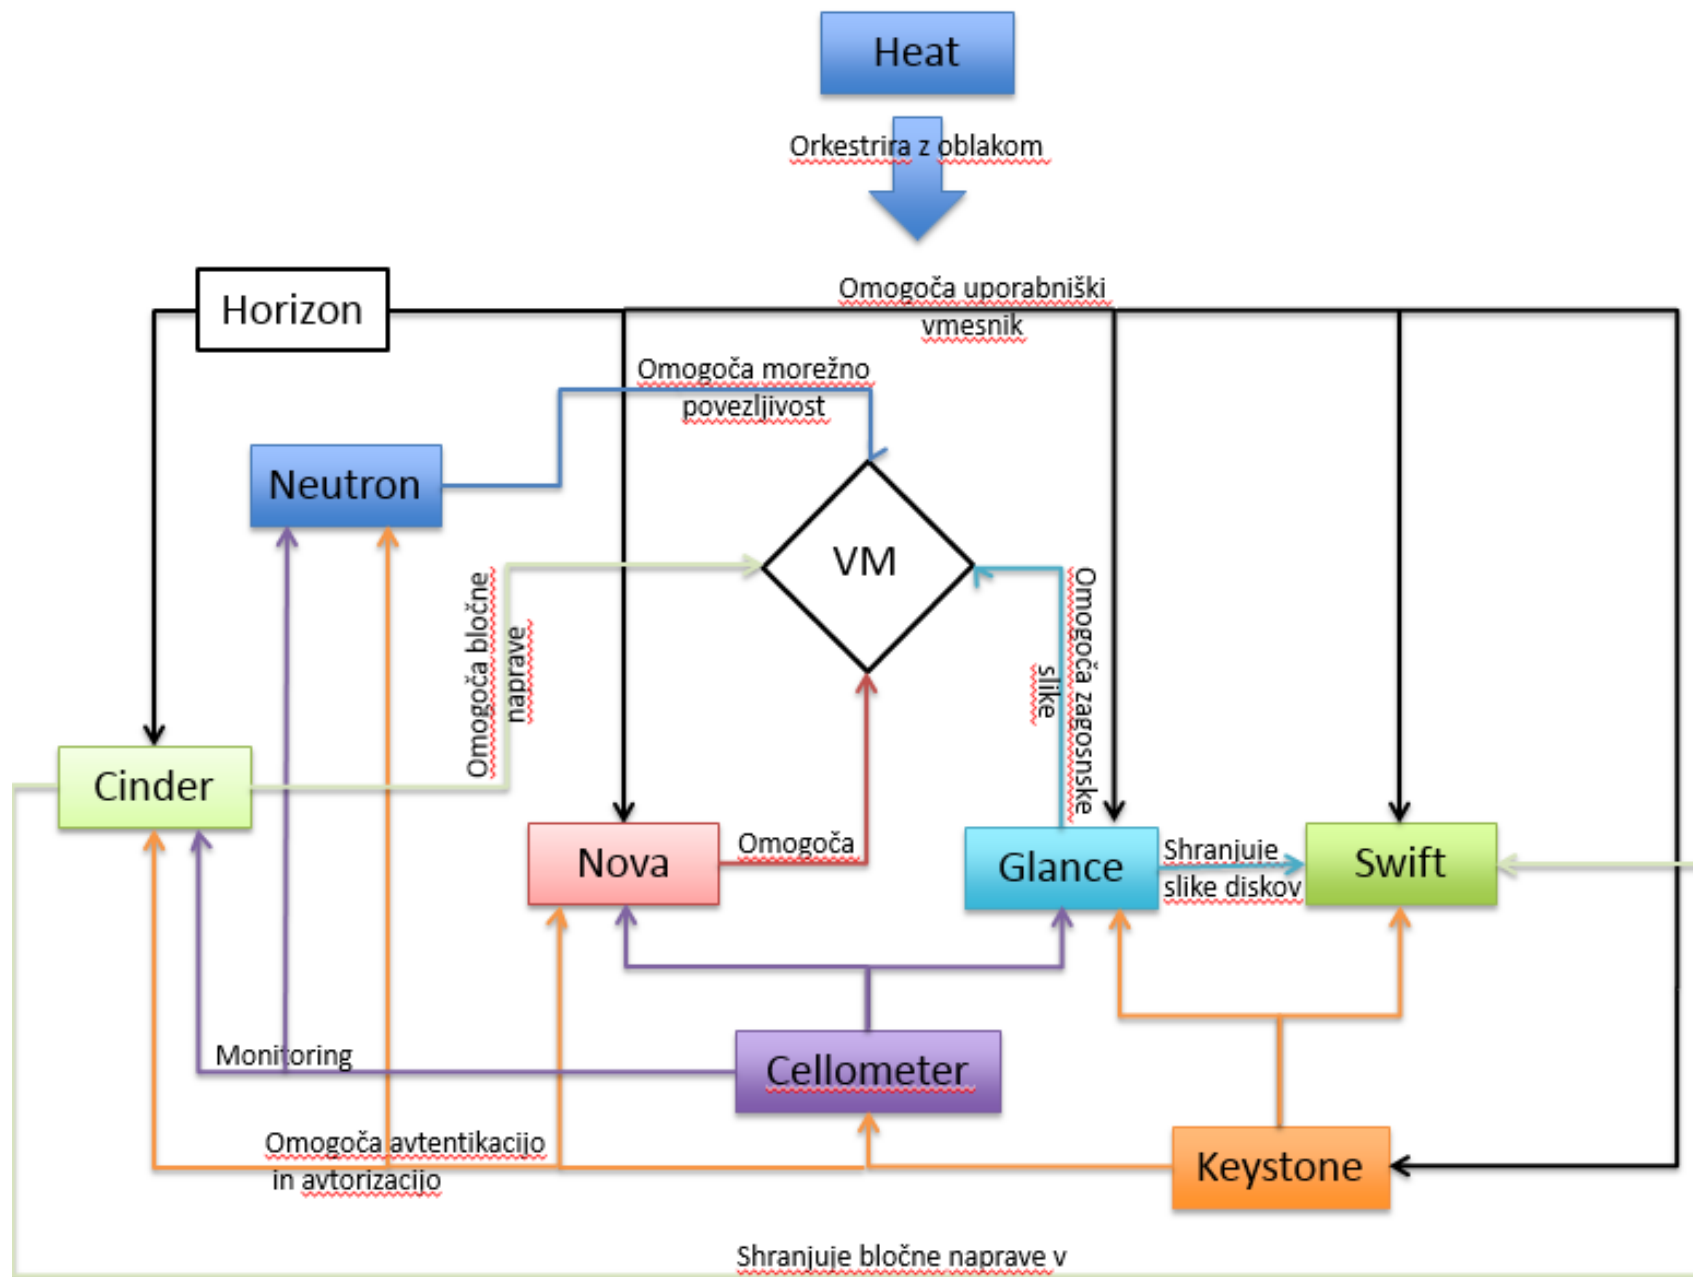 Heat
Orkestrira z oblakom
Omogoča uporabniški
vmesnik
Horizon
Omogoča morežno
povezljivost
Neutron
VM
Omogoča bločne
naprave
Omogoča zagosnske
slike
Cinder
Nova
Omogoča
Glance
Shranjuje
slike diskov
Swift
Monitoring
Cellometer
Omogoča avtentikacijo
in avtorizacijo
Keystone
Shranjuje bločne naprave v